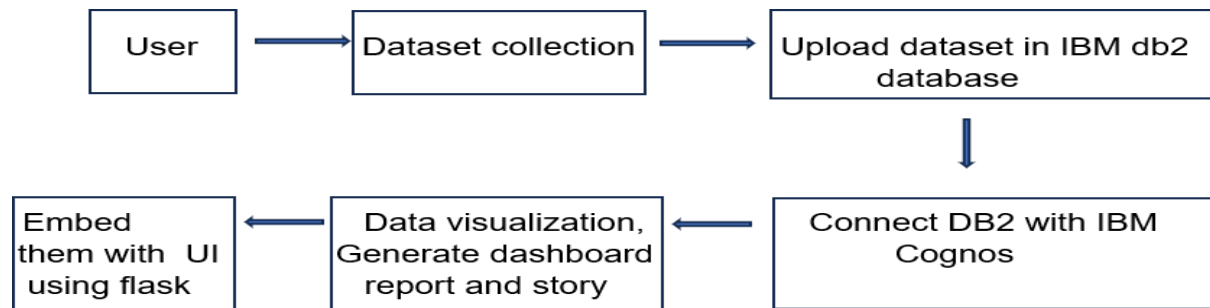 User
Dataset collection
Upload dataset in IBM db2
database
Connect DB2 with IBM
Cognos
Data visualization,
Generate dashboard
report and story
Embed
them with UI
using flask